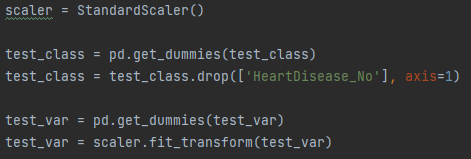 scaler = StandardScaler()
test_class = pd.get_dummies(test_class)
test_class = test_class.drop(['HeartDisease_No'], axis=1)
test_var = pd.get_dummies(test_var)
test_var = scaler.fit_transform(test_var)